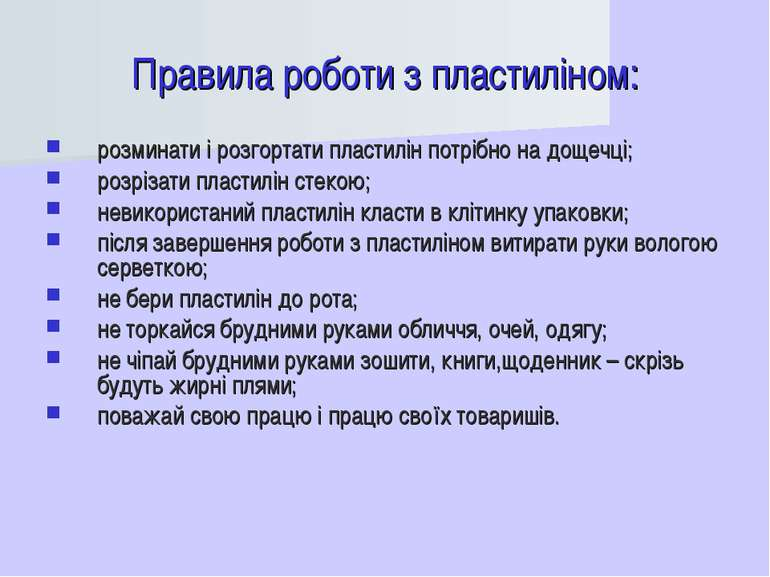 Правила роботи з пластиліном:
розминати і розгортати пластилін потрібно на дощечці;
розрізати пластилін стекою;
невикористаний пластилін класти в клітинку упаковки;
після завершення роботи з пластиліном витирати руки вологою
серветкою;
не бери пластилін до рота;
не торкайся брудними руками обличчя, очей, одягу;
не чіпай брудними руками зошити, книги,щоденник – скрізь
будуть жирні плями;
поважай свою працю і працю своїх товаришів.